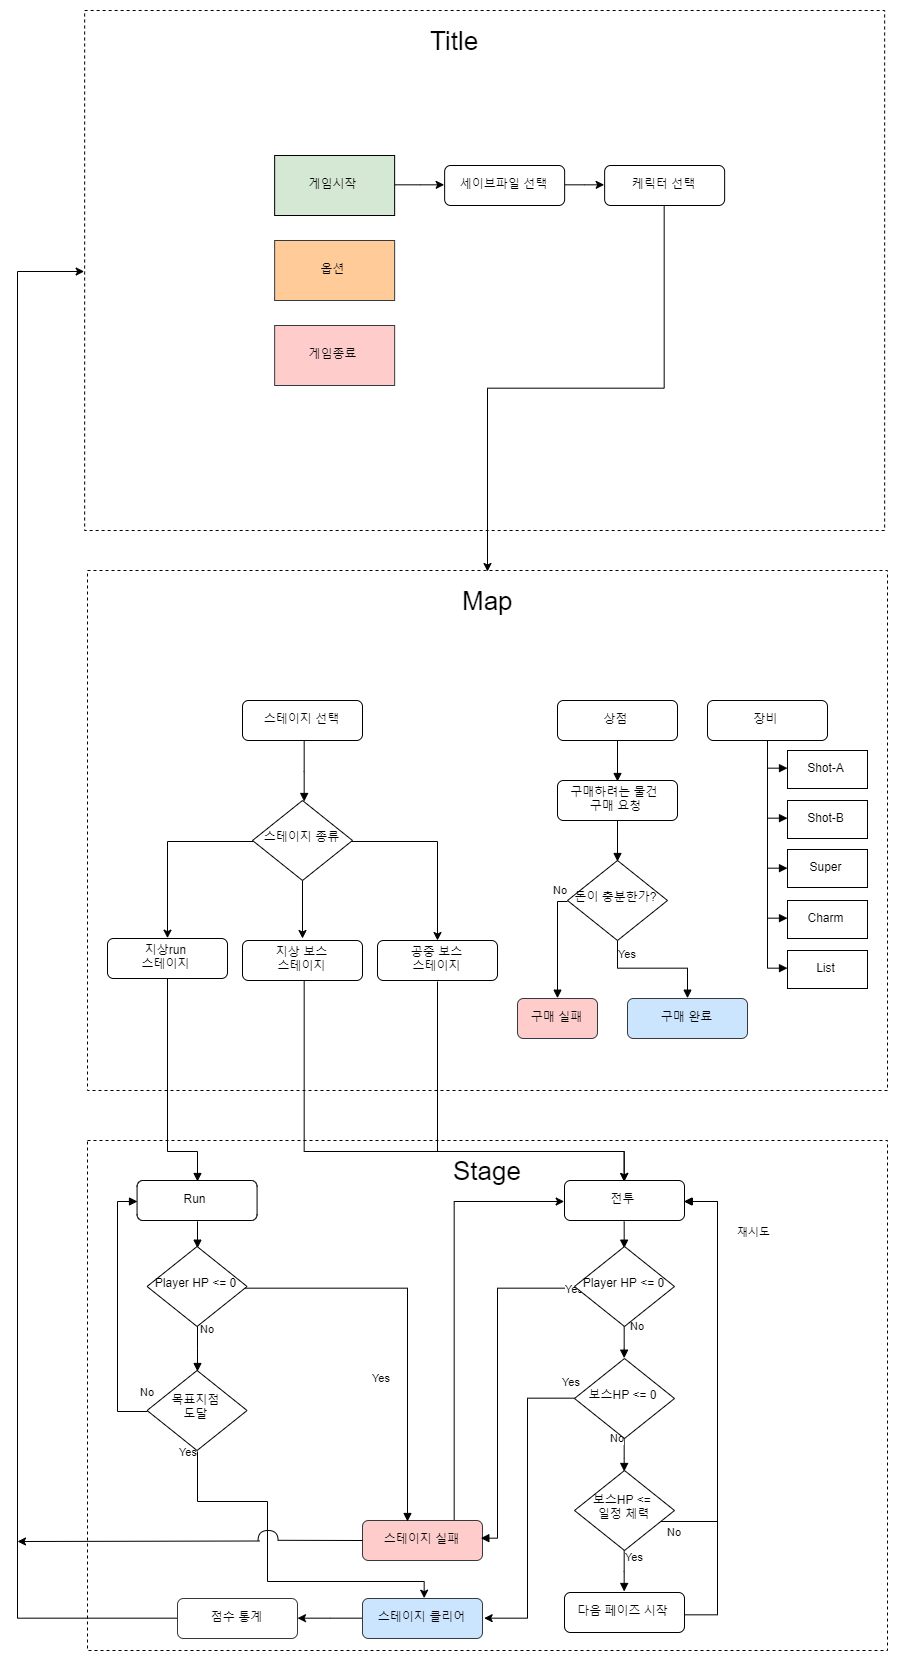 Title
게임시작
세이브파일 선택
케릭터 선택
옵션
게임종료
Map
스테이지 선택
상점
장비
구매하려는 물건
구매 요청
Shot-A
Shot-B
Super
Charm
List
스테이지 종류
돈이 충분한가?
No
Yes
지상run
스테이지
지상 보스
스테이지
공중 보스
스테이지
구매 실패
구매 완료
Stage
Run
전투
재시도
Player HP <= 0
Yes
Player HP <= 0
No
No
Yes
Yes
보스HP <= 0
No
목표지점
도달
No
Yes
보스HP <=
일정 체력
No
Yes
스테이지 실패
점수 통계
스테이지 클리어
다음 페이즈 시작